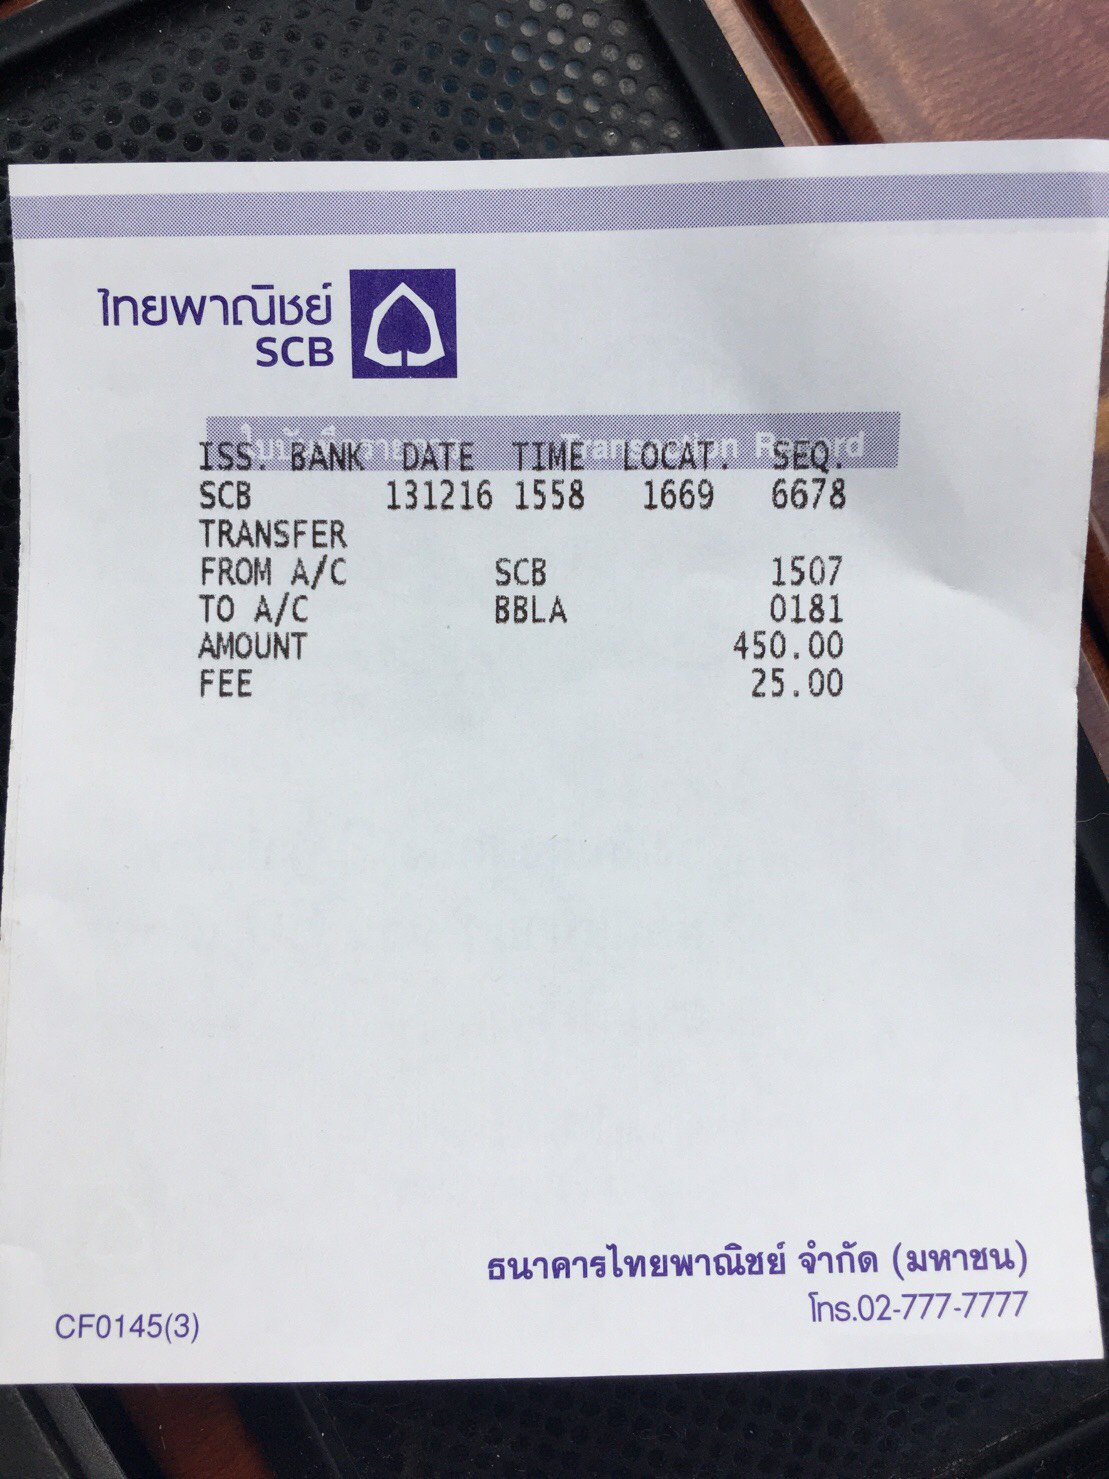 ไทยพาณิชย์
SCB
ใบบันทึกรายการ Transaction Record
ISS. BANK DATE TIME LOCAT. SEQ.
SCB 131216 1558 1669 6678
TRANSFER
FROM A/C SCB 1507
TO A/C BBLA 0181
AMOUNT 450.00
FEE 25.00
ธนาคารไทยพาณิชย์ จำกัด (มหาชน)
โทร.02-777-7777
CF0145(3)